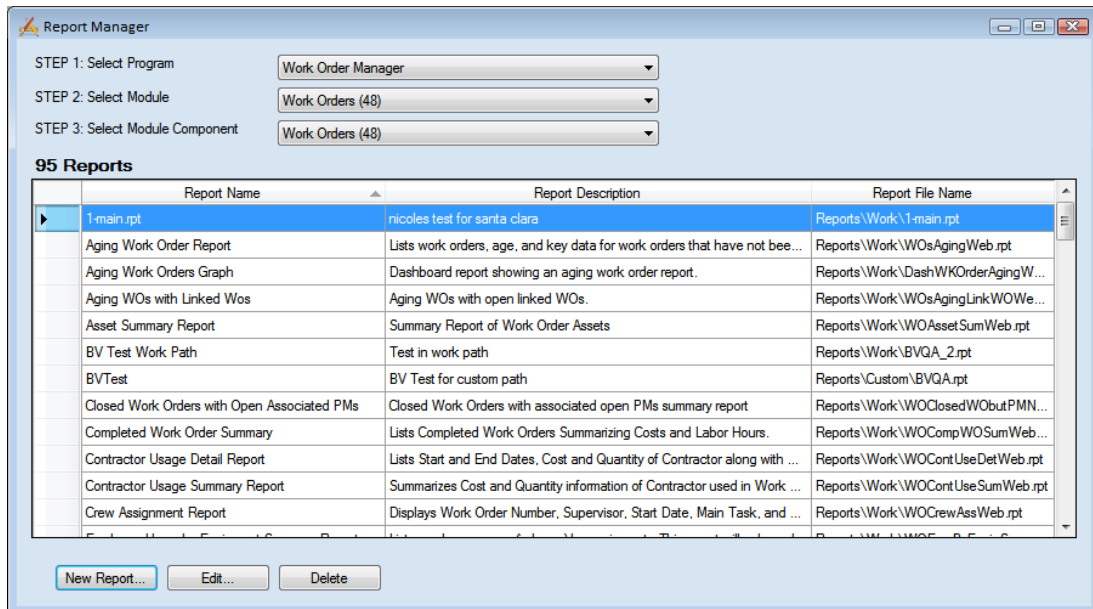 Report Manager
STEP 1: Select Program Work Order Manager
STEP 2: Select Module Work Orders (48)
STEP 3: Select Module Component Work Orders (48)
95 Reports
Report Name Report Description Report File Name
1-main.rpt nicoles test for santa clara Reports\Work\1-main.rpt
Aging Work Order Report Lists work orders, age, and key data for work orders that have not bee... Reports\Work\WOsAgingWeb.rpt
Aging Work Orders Graph Dashboard report showing an aging work order report. Reports\Work\DashWKOrderAgingW...
Aging WOs with Linked Wos Aging WOs with open linked WOs. Reports\Work\WOsAgingLinkWOWe...
Asset Summary Report Summary Report of Work Order Assets Reports\Work\WOAssetSumWeb.rpt
BV Test Work Path Test in work path Reports\Work\BVQA_2.rpt
BVTest BV Test for custom path Reports\Custom\BVQA.rpt
Closed Work Orders with Open Associated PMs Closed Work Orders with associated open PMs summary report Reports\Work\WOClosedWObutPMN...
Completed Work Order Summary Lists Completed Work Orders Summarizing Costs and Labor Hours. Reports\Work\WOCompWOSumWeb...
Contractor Usage Detail Report Lists Start and End Dates, Cost and Quantity of Contractor along with ... Reports\Work\WOContUseDetWeb.rpt
Contractor Usage Summary Report Summarizes Cost and Quantity information of Contractor used in Work ... Reports\Work\WOContUseSumWeb.rpt
Crew Assignment Report Displays Work Order Number, Supervisor, Start Date, Main Task, and ... Reports\Work\WOCrewAssWeb.rpt
New Report... Edit... Delete